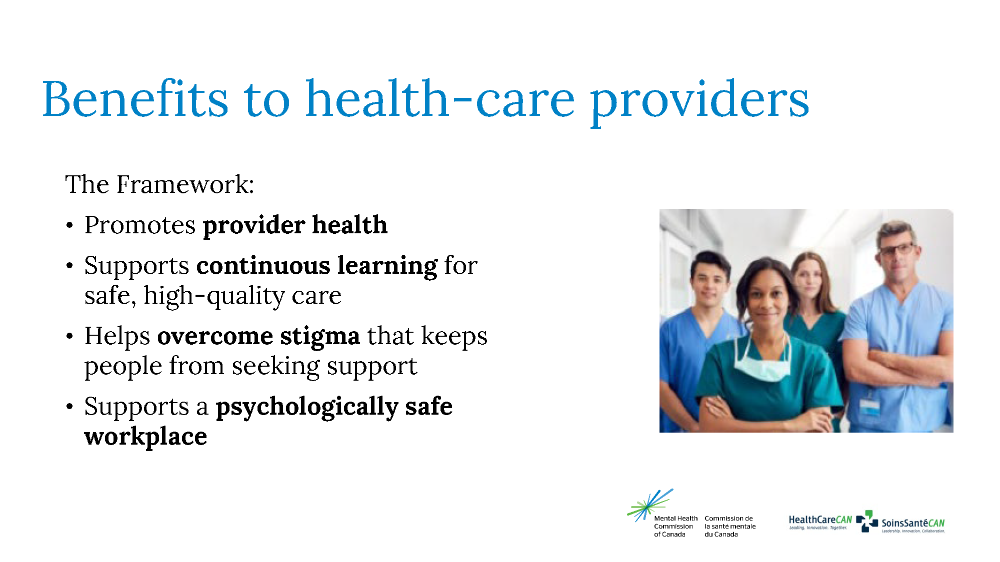 Benefits to health-care providers
The Framework:
• Promotes provider health
• Supports continuous learning for
safe, high-quality care
• Helps overcome stigma that keeps
people from seeking support
• Supports a psychologically safe
workplace
Mental Health
Commission
of Canada
Commission de
la santé mentale
du Canada
HealthCareCAN
Leading. Innovation. Together.
SoinsSantéCAN
Leadership. Innovation. Collaboration.